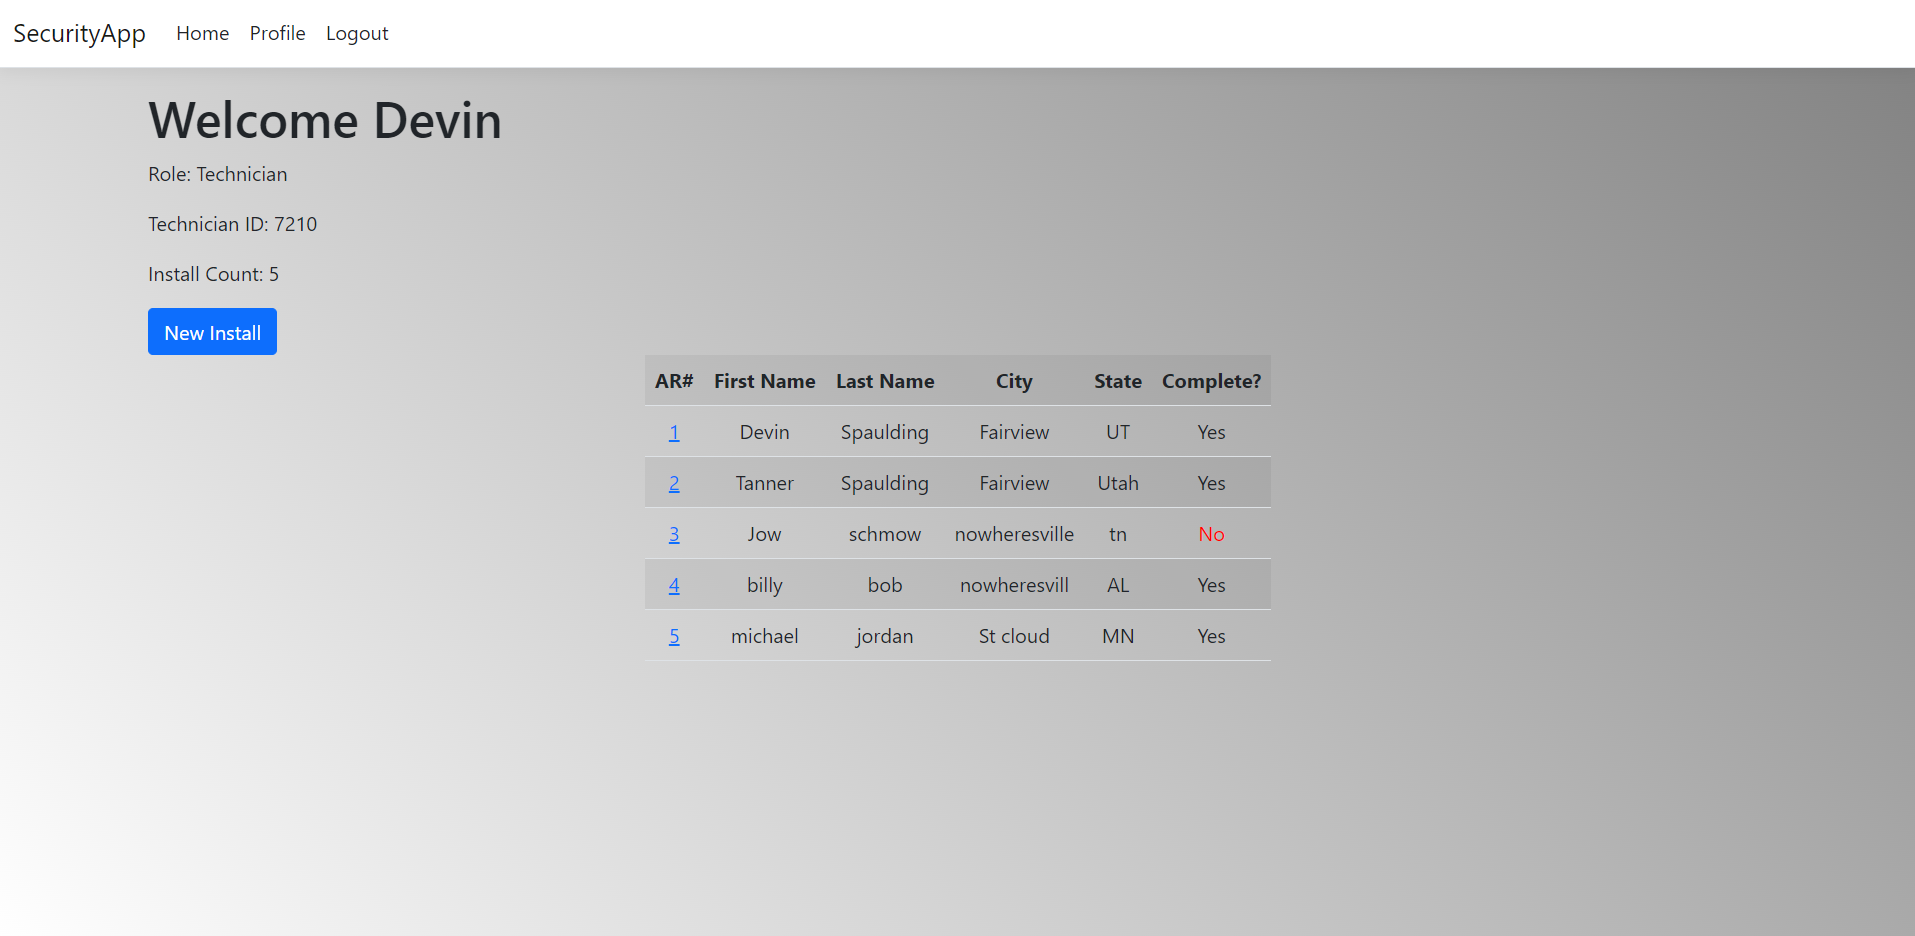 SecurityApp Home Profile Logout
Welcome Devin
Role: Technician
Technician ID: 7210
Install Count: 5
New Install
AR# First Name Last Name City State Complete?
1 Devin Spaulding Fairview UT Yes
2 Tanner Spaulding Fairview Utah Yes
3 Jow schmow nowheresville tn No
4 billy bob nowheresvill AL Yes
5 michael jordan St cloud MN Yes